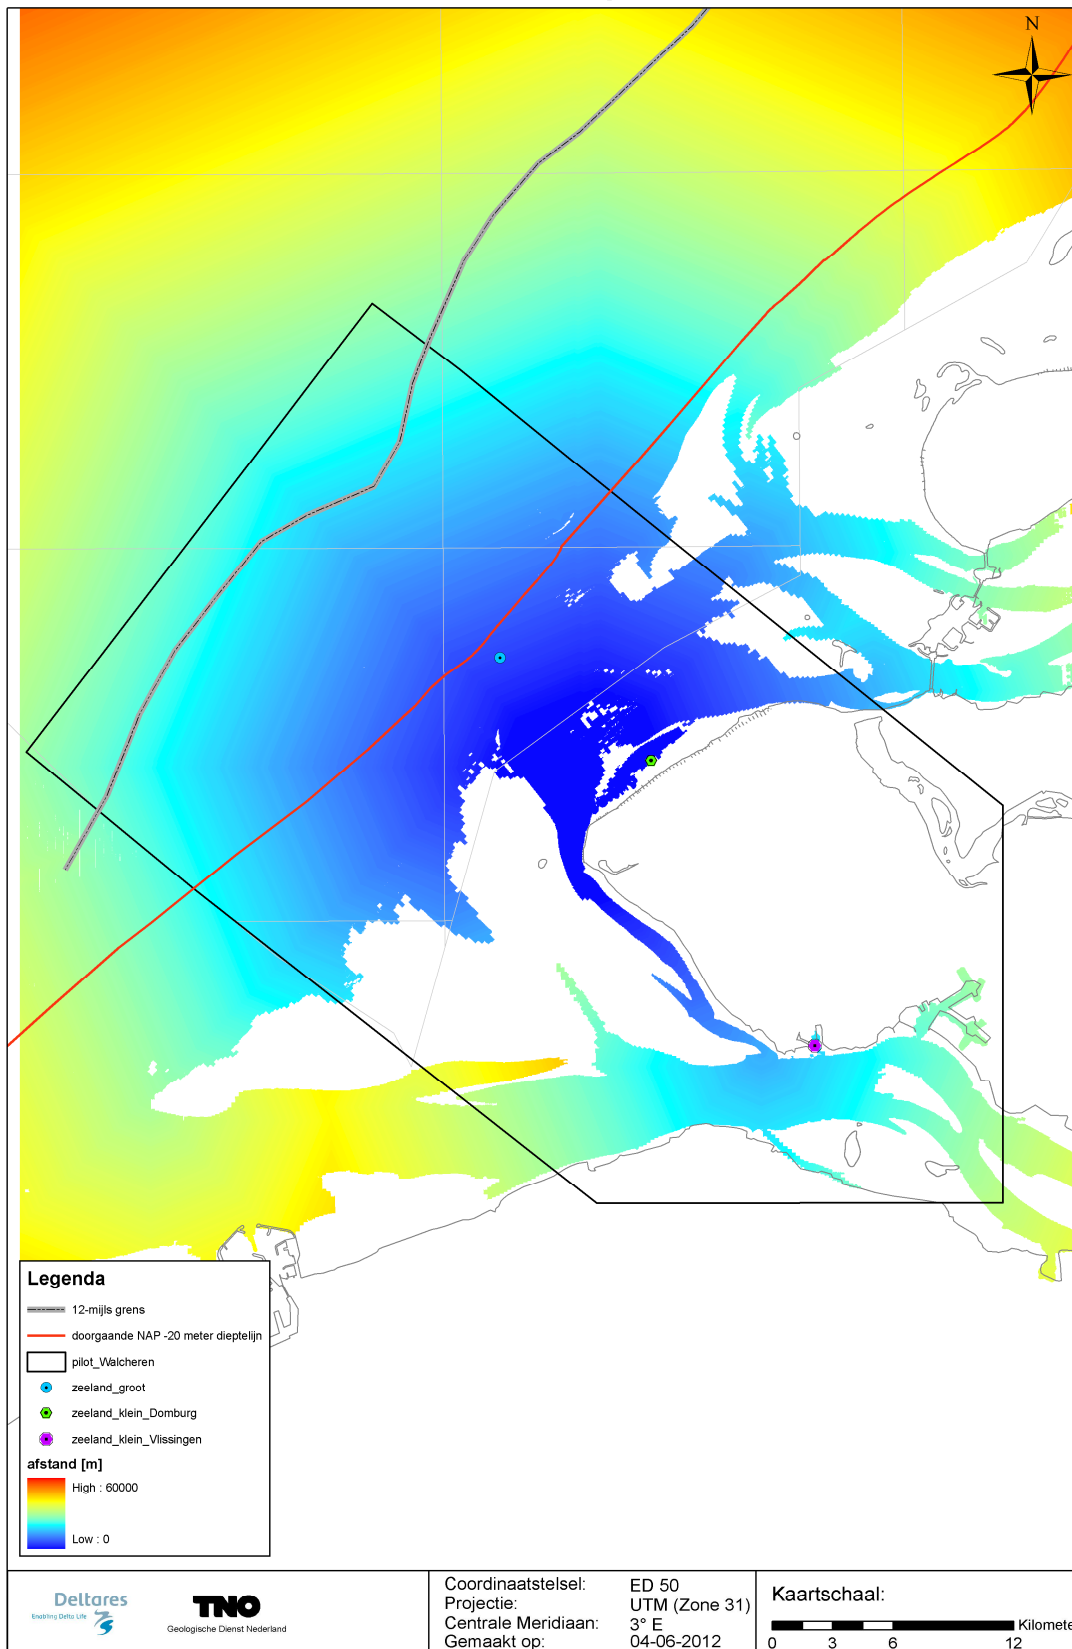 N
Legenda
12-mijls grens
doorgaande NAP -20 meter dieptelijn
pilot_Walcheren
zeeland_groot
zeeland_klein_Domburg
zeeland_klein_Vlissingen
afstand [m]
High : 60000
Low : 0
Deltares
Enabling Delta Life
TNO
Geologische Dienst Nederland
Coordinaatstelsel: ED 50
Projectie: UTM (Zone 31)
Centrale Meridiaan: 3° E
Gemaakt op: 04-06-2012
Kaartschaal:
Kilomete
0 3 6 12